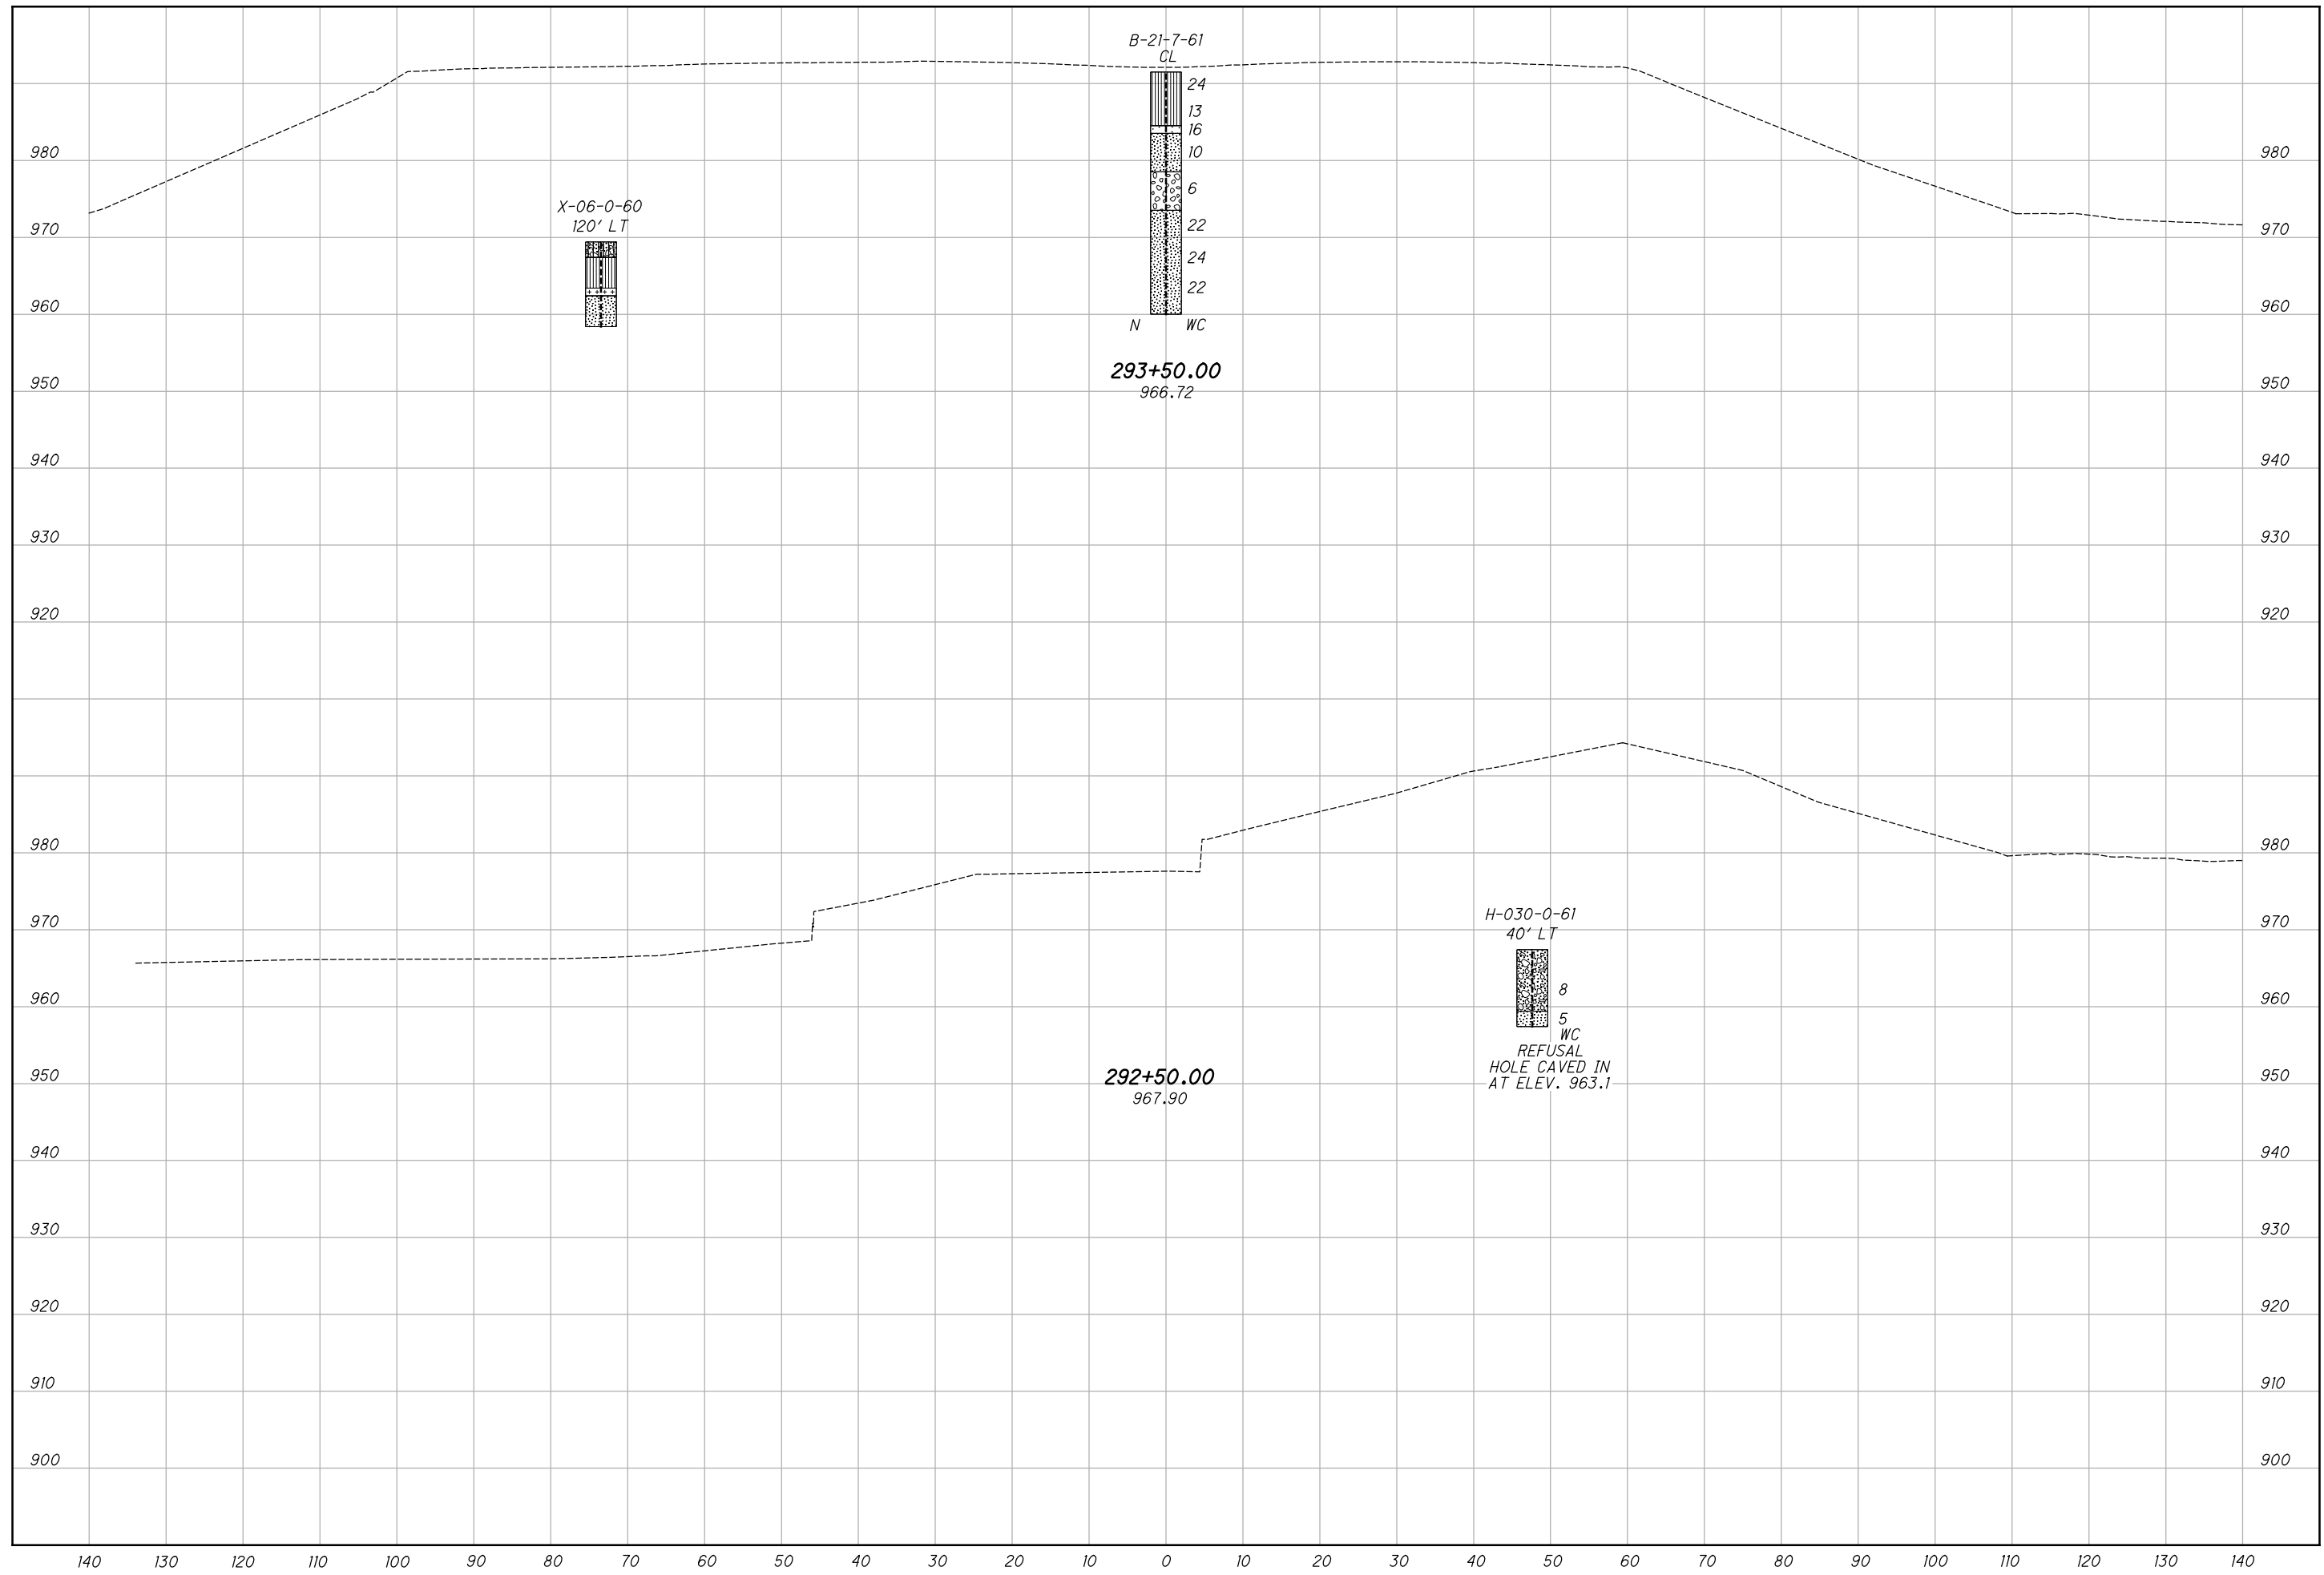 B-21-7-61
CL
24
13
16
10
980 980
6
X-06-0-60
120' LT
22
970 970
24
22
960 960
N WC
293+50.00
950 950
966.72
940 940
930 930
920 920
980 980
H-030-0-61
970 970
40' LT
8
960 960
5
WC
REFUSAL
HOLE CAVED IN
292+50.00
950 950
AT ELEV. 963.1
967.90
940 940
930 930
920 920
910 910
900 900
140 130 120 110 100 90 80 70 60 50 40 30 20 10 0 10 20 30 40 50 60 70 80 90 100 110 120 130 140